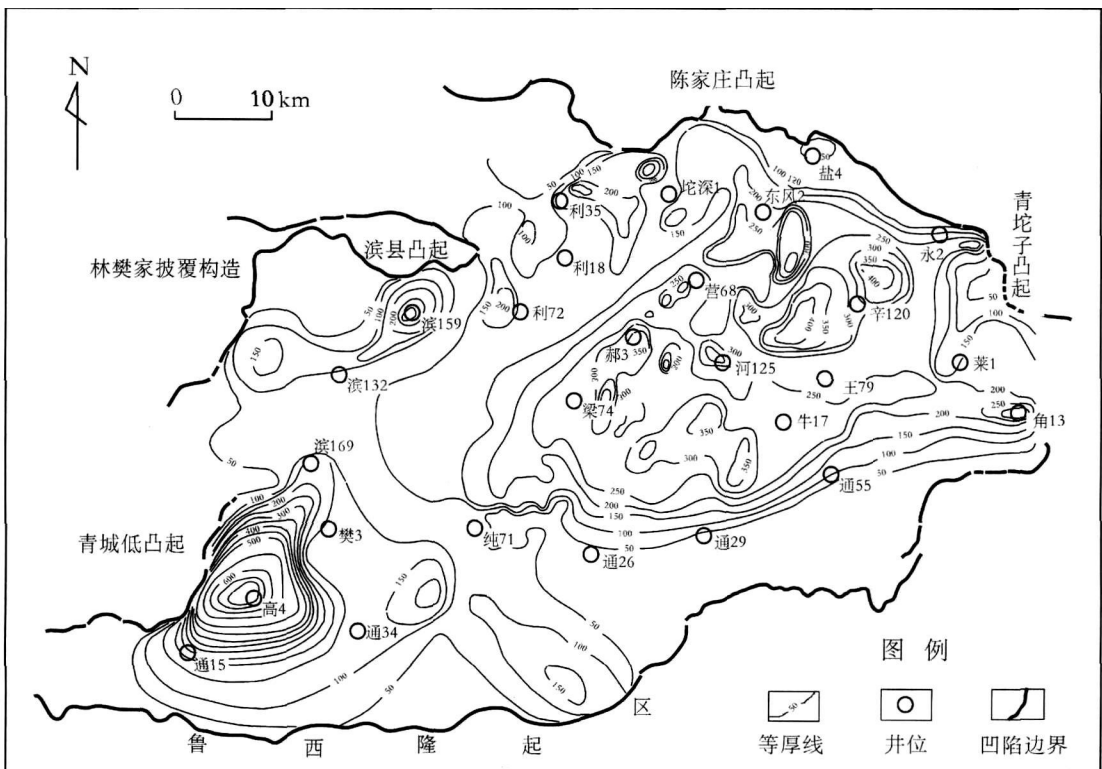 N
0 10 km
陈家庄凸起
盐4
青坨子凸起
坨深1
东风2
利35
利18
永2
滨县凸起
林樊家披覆构造
营68
辛120
滨159
利72
郝3
河125
莱1
王79
滨132
梁74
牛17
角13
滨169
通55
青城低凸起
樊3
纯71
通29
通26
高4
通34
通15
鲁西隆起区
图例
50
等厚线
井位
凹陷边界
50
100
150
200
250
300
350
400
500
600